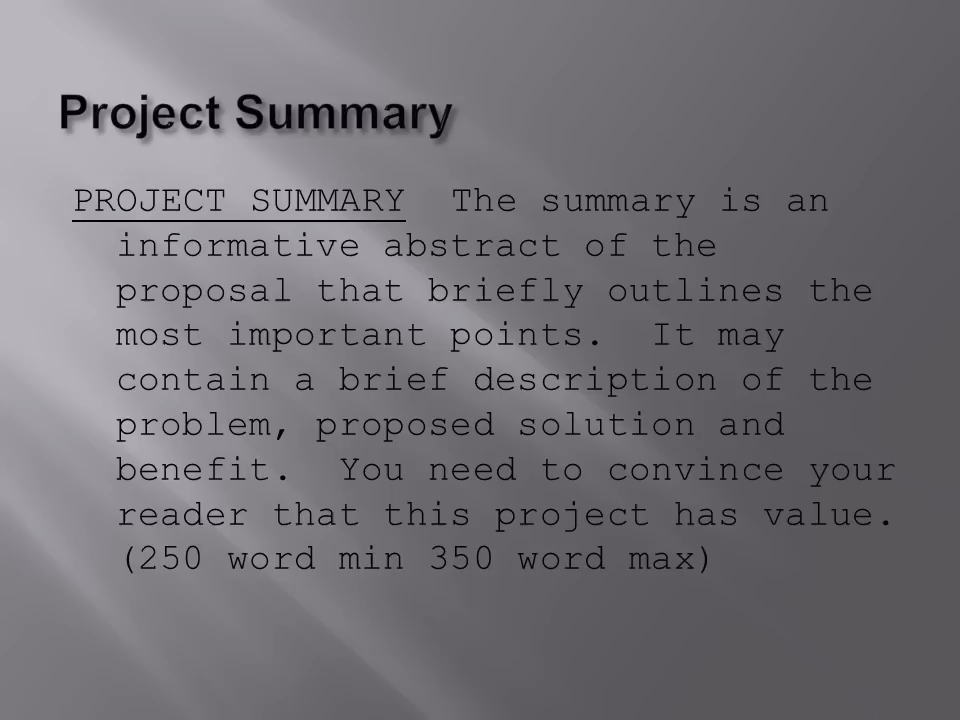 Project Summary
PROJECT SUMMARY  The summary is an
informative abstract of the
proposal that briefly outlines the
most important points.  It may
contain a brief description of the
problem, proposed solution and
benefit.  You need to convince your
reader that this project has value.
(250 word min 350 word max)